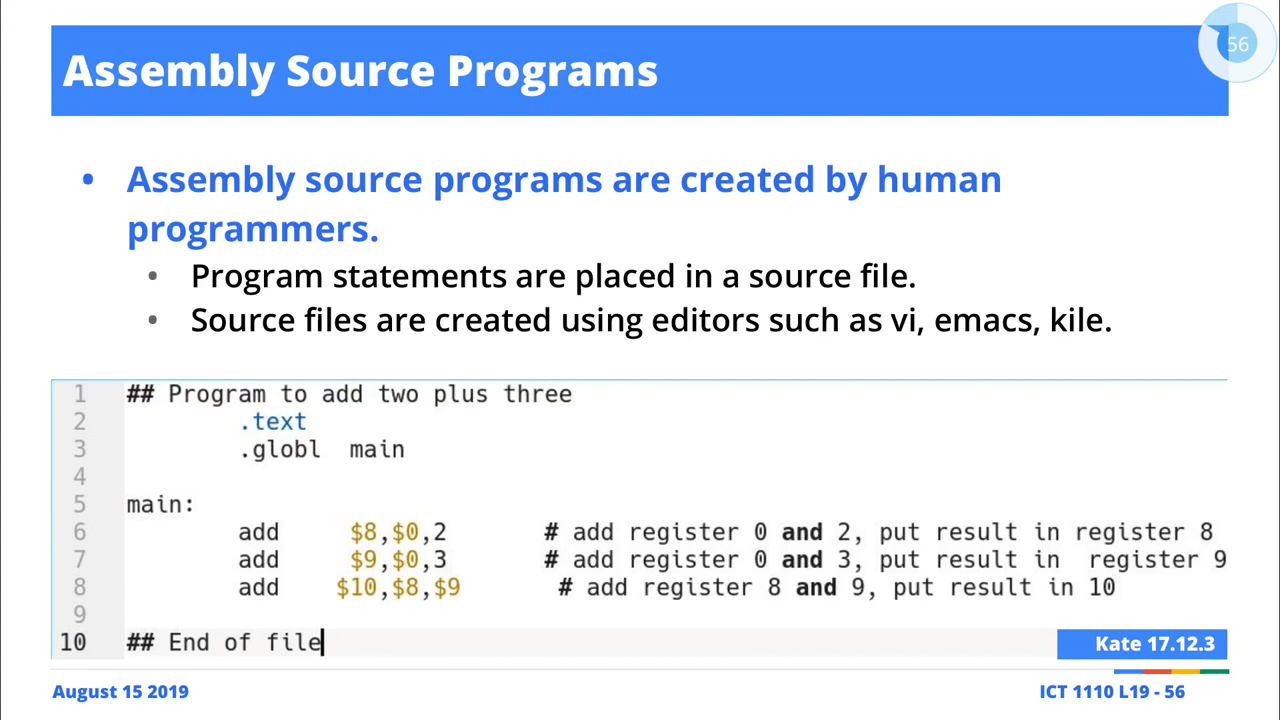 56
Assembly Source Programs
• Assembly source programs are created by human
programmers.
• Program statements are placed in a source file.
• Source files are created using editors such as vi, emacs, kile.
1 ## Program to add two plus three
2 .text
3 .globl main
4
5 main:
6 add $8,$0,2 # add register 0 and 2, put result in register 8
7 add $9,$0,3 # add register 0 and 3, put result in register 9
8 add $10,$8,$9 # add register 8 and 9, put result in 10
9
10 ## End of file
Kate 17.12.3
August 15 2019 ICT 1110 L19 - 56